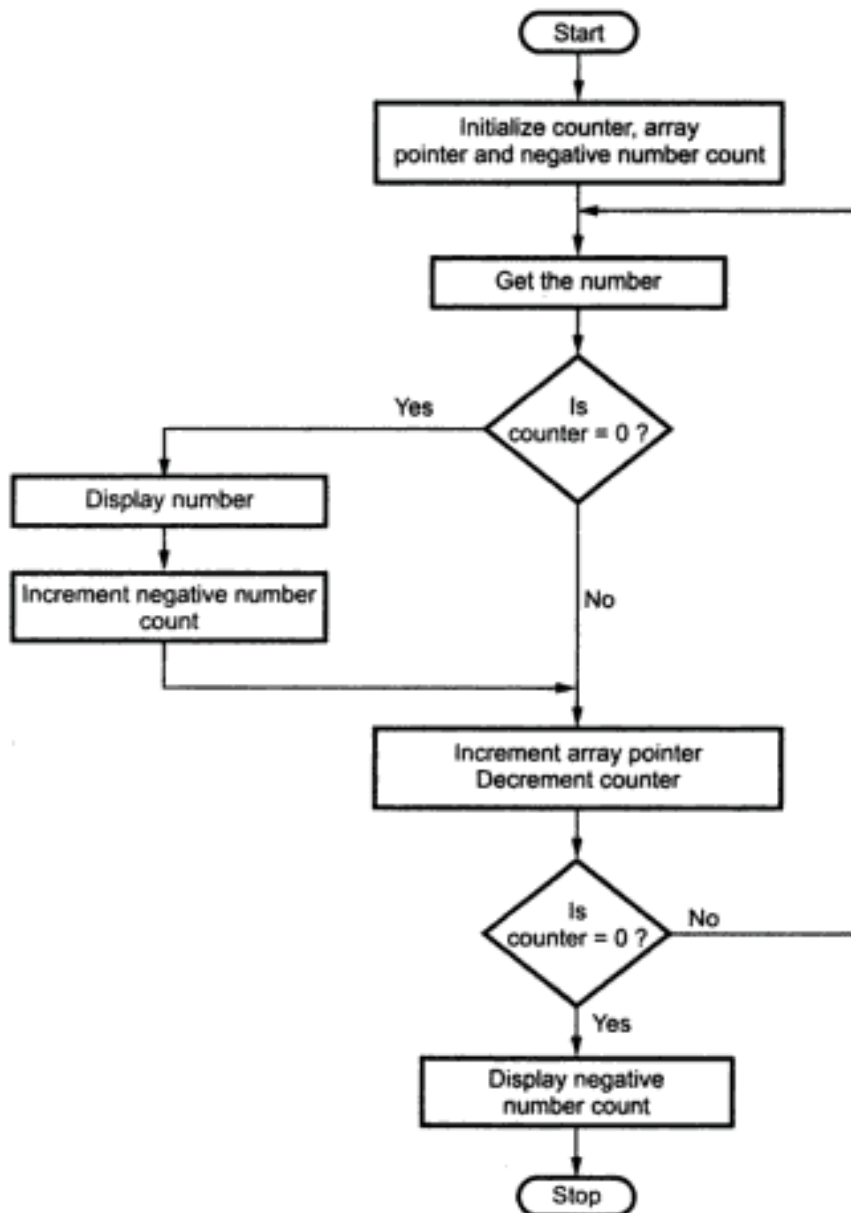 Start
Initialize counter, array
pointer and negative number count
Get the number
Is
counter = 0 ?
Yes
Display number
Increment negative number
count
No
Increment array pointer
Decrement counter
Is
counter = 0 ?
No
Yes
Display negative
number count
Stop